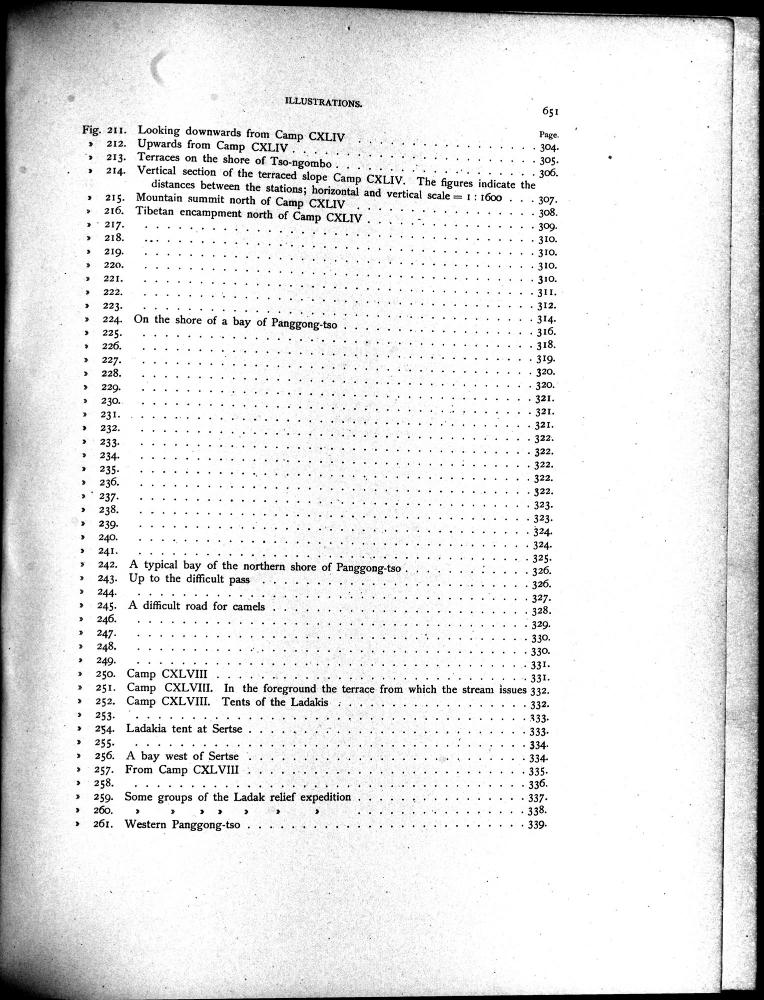 ILLUSTRATIONS.
651
Page.
Fig. 211. Looking downwards from Camp CXLIV . . . . . . . . . . 304.
» 212. Upwards from Camp CXLIV . . . . . . . . . . 305.
» 213. Terraces on the shore of Tso-ngombo . . . . . . . . . . 306.
» 214. Vertical section of the terraced slope Camp CXLIV. The figures indicate the
distances between the stations; horizontal and vertical scale = 1 : 1600 . . . 307.
» 215. Mountain summit north of Camp CXLIV . . . . . . . . . . 308.
» 216. Tibetan encampment north of Camp CXLIV . . . . . . . . . . 309.
» 217. . . . . . . . . . . 310.
» 218. . . . . . . . . . . 310.
» 219. . . . . . . . . . . 310.
» 220. . . . . . . . . . . 310.
» 221. . . . . . . . . . . 311.
» 222. . . . . . . . . . . 312.
» 223. . . . . . . . . . . 314.
» 224. On the shore of a bay of Panggong-tso . . . . . . . . . . 316.
» 225. . . . . . . . . . . 318.
» 226. . . . . . . . . . . 319.
» 227. . . . . . . . . . . 320.
» 228. . . . . . . . . . . 320.
» 229. . . . . . . . . . . 321.
» 230. . . . . . . . . . . 321.
» 231. . . . . . . . . . . 321.
» 232. . . . . . . . . . . 322.
» 233. . . . . . . . . . . 322.
» 234. . . . . . . . . . . 322.
» 235. . . . . . . . . . . 322.
» 236. . . . . . . . . . . 322.
» 237. . . . . . . . . . . 323.
» 238. . . . . . . . . . . 323.
» 239. . . . . . . . . . . 324.
» 240. . . . . . . . . . . 324.
» 241. . . . . . . . . . . 325.
» 242. A typical bay of the northern shore of Panggong-tso . . . . . . . . . . 326.
» 243. Up to the difficult pass . . . . . . . . . . 326.
» 244. . . . . . . . . . . 327.
» 245. A difficult road for camels . . . . . . . . . . 328.
» 246. . . . . . . . . . . 329.
» 247. . . . . . . . . . . 330.
» 248. . . . . . . . . . . 330.
» 249. . . . . . . . . . . 331.
» 250. Camp CXLVIII . . . . . . . . . . 331.
» 251. Camp CXLVIII. In the foreground the terrace from which the stream issues 332.
» 252. Camp CXLVIII. Tents of the Ladakis . . . . . . . . . . 332.
» 253. . . . . . . . . . . 333.
» 254. Ladakia tent at Sertse . . . . . . . . . . 333.
» 255. . . . . . . . . . . 334.
» 256. A bay west of Sertse . . . . . . . . . . 334.
» 257. From Camp CXLVIII . . . . . . . . . . 335.
» 258. . . . . . . . . . . 336.
» 259. Some groups of the Ladak relief expedition . . . . . . . . . . 337.
» 260. » » » » » » » . . . . . . . . . . 338.
» 261. Western Panggong-tso . . . . . . . . . . 339.